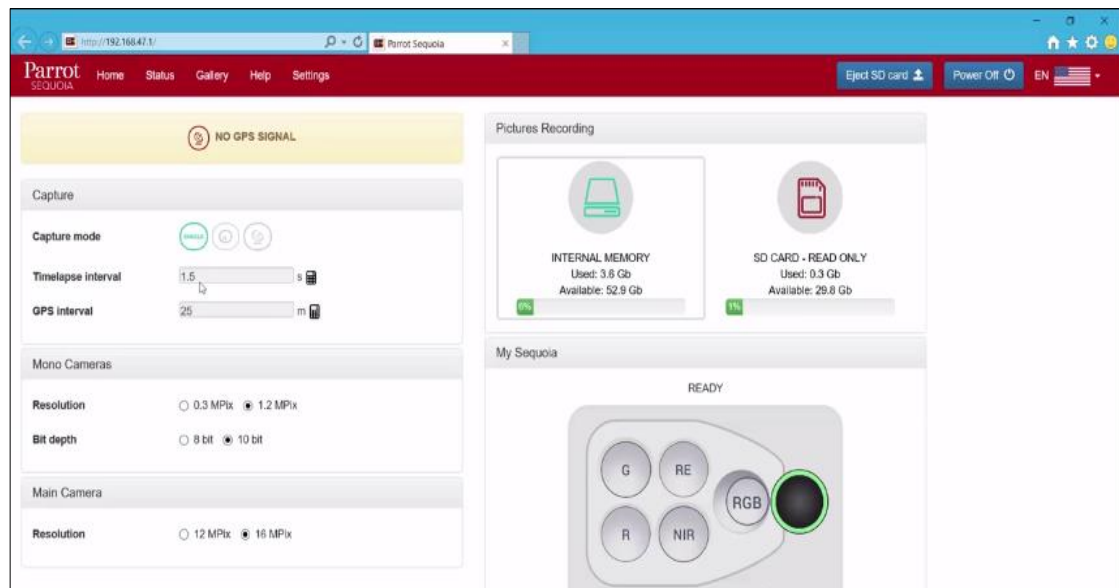 http://192.168.47.1/
Parrot Sequoia
Parrot
SEQUOIA
Home Status Gallery Help Settings
Eject SD card Power Off EN
NO GPS SIGNAL
Capture
Capture mode SINGLE
Timelapse interval 1.5 s
GPS interval 25 m
Mono Cameras
Resolution 0.3 MPix 1.2 MPix
Bit depth 8 bit 10 bit
Main Camera
Resolution 12 MPix 16 MPix
Pictures Recording
INTERNAL MEMORY
Used: 3.6 Gb
Available: 52.9 Gb
6%
SD CARD - READ ONLY
Used: 0.3 Gb
Available: 29.8 Gb
1%
My Sequoia
READY
G RE
RGB
R NIR